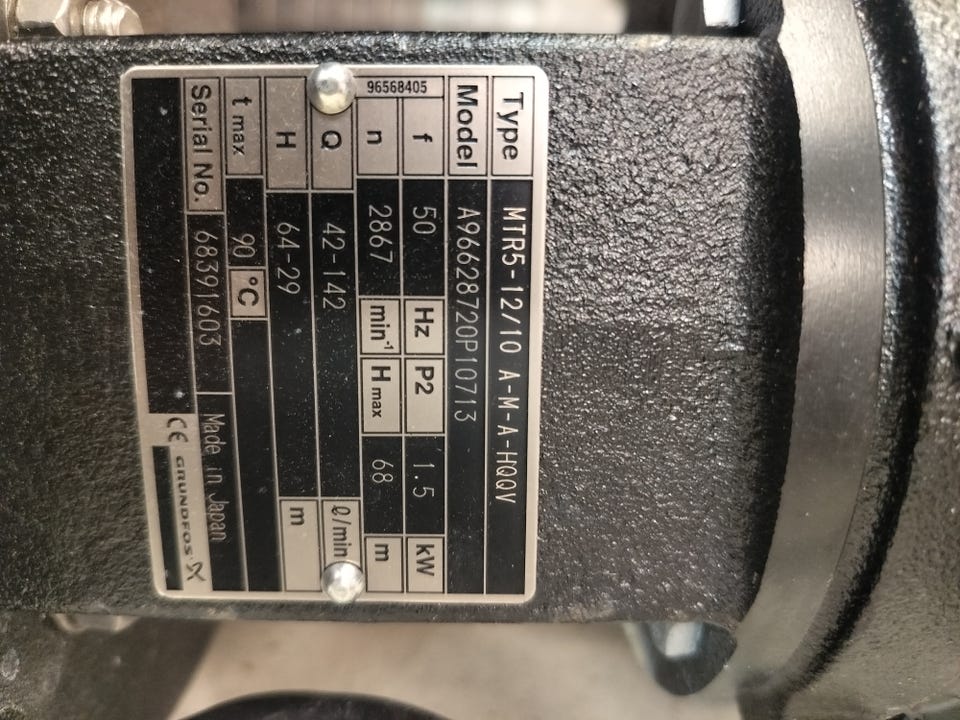 Type MTR5-12/10 A-M-A-HQQV
Model A96628720P10713
96568405
f 50 Hz P2 1.5 kW
n 2867 min⁻¹ H max 68 m
Q 42-142 ℓ/min
H 64-29 m
t max 90 °C
Serial No. 68391603 Made in Japan
CE GRUNDFOS